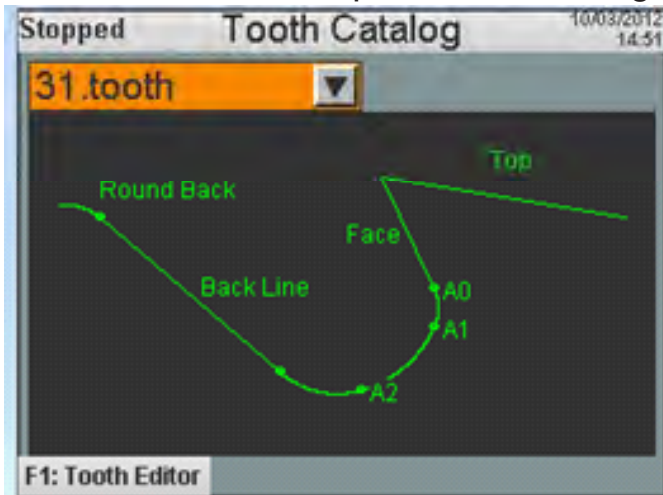 Stopped
Tooth Catalog
10/03/2012
14:51
31.tooth
Top
Round Back
Face
Back Line
A0
A1
A2
F1: Tooth Editor